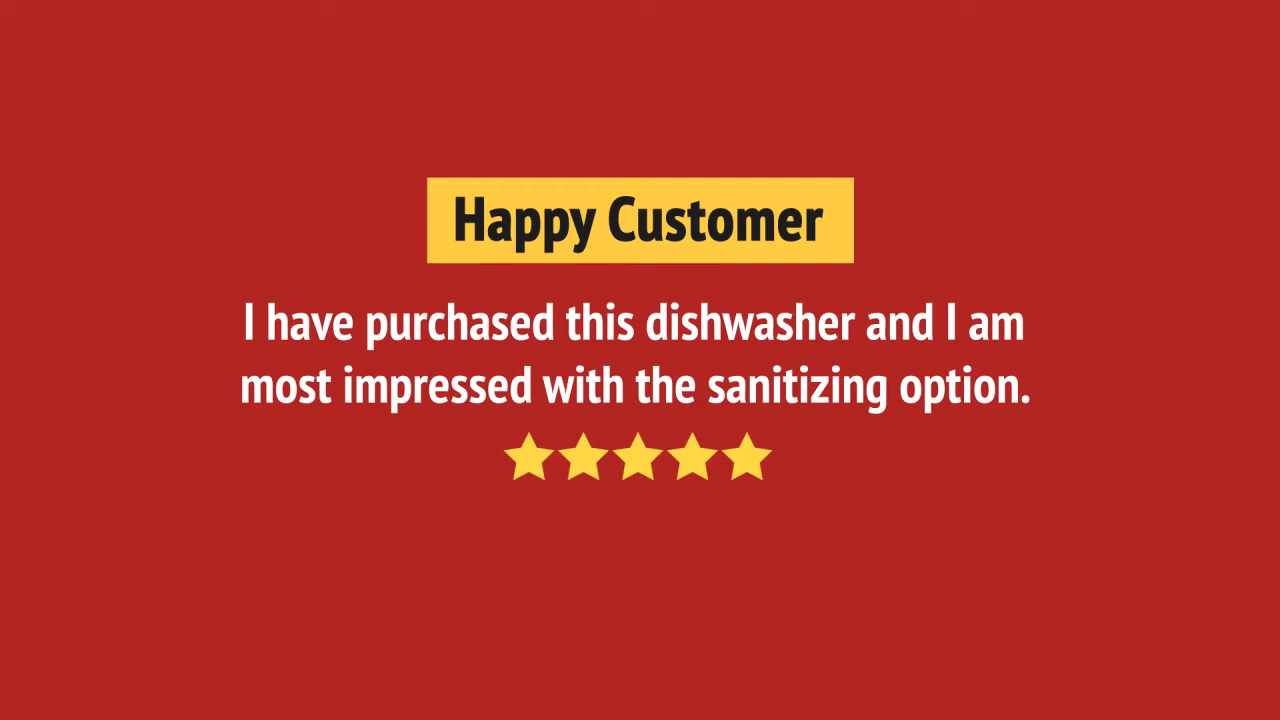 Happy Customer
I have purchased this dishwasher and I am
most impressed with the sanitizing option.